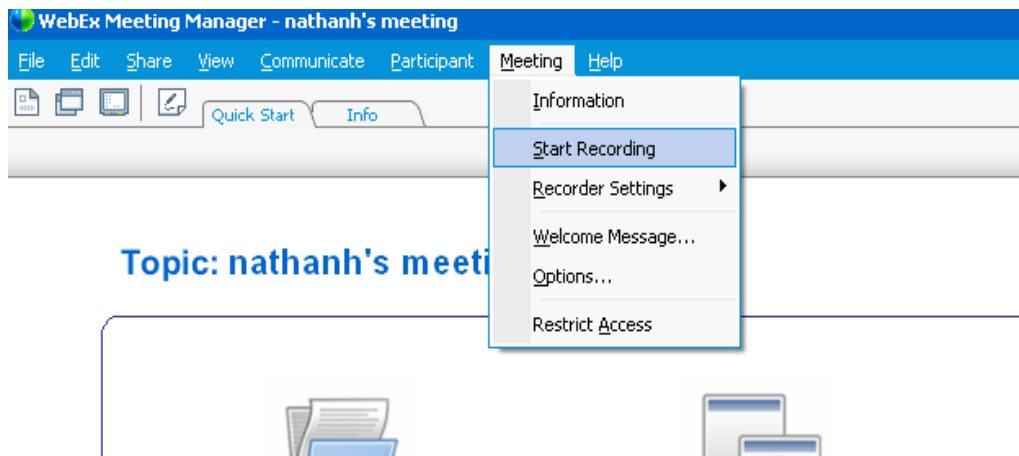 WebEx Meeting Manager - nathanh's meeting
File Edit Share View Communicate Participant Meeting Help
Quick Start Info
Information
Start Recording
Recorder Settings
Welcome Message...
Options...
Restrict Access
Topic: nathanh's meeti